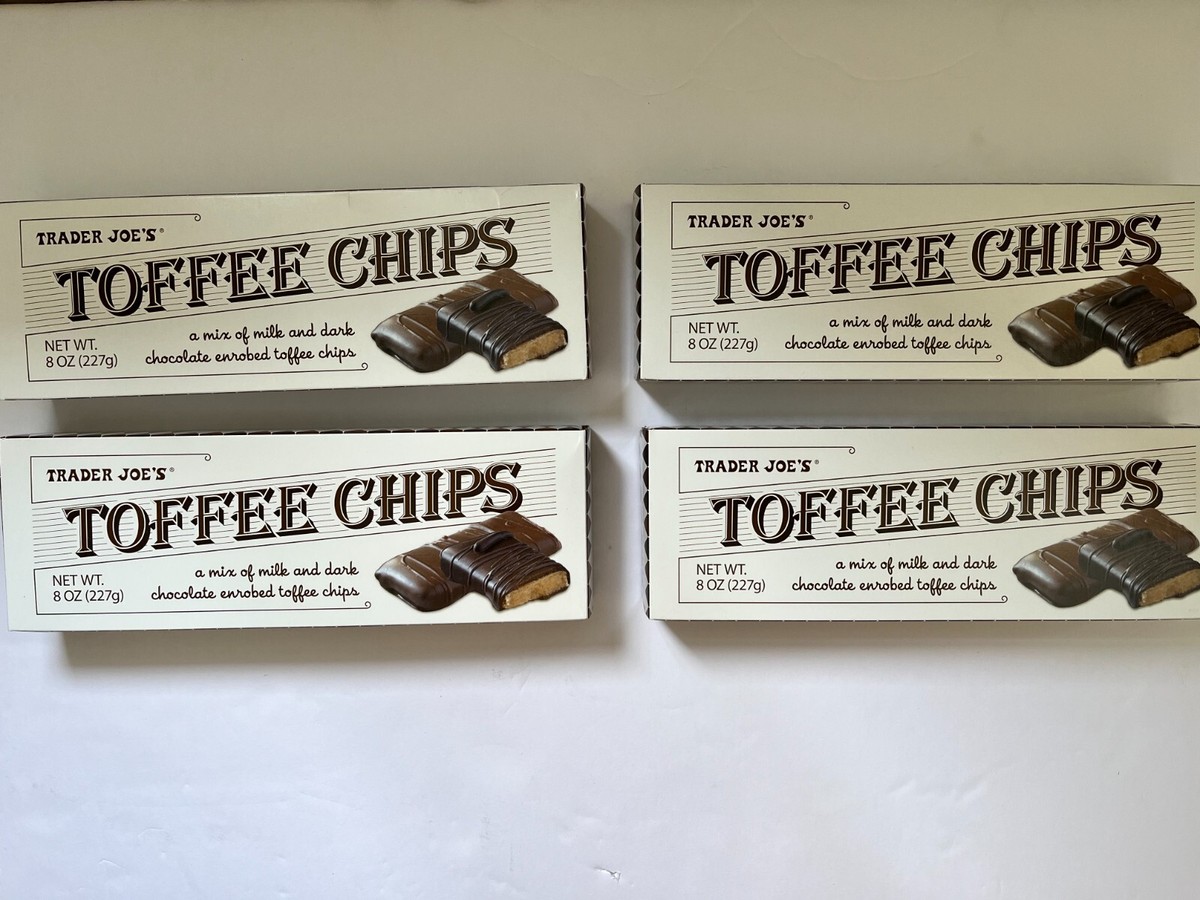 TRADER JOE'S®
TOFFEE CHIPS
NET WT.
8 OZ (227g)
a mix of milk and dark
chocolate enrobed toffee chips
TRADER JOE'S®
TOFFEE CHIPS
NET WT.
8 OZ (227g)
a mix of milk and dark
chocolate enrobed toffee chips
TRADER JOE'S®
TOFFEE CHIPS
NET WT.
8 OZ (227g)
a mix of milk and dark
chocolate enrobed toffee chips
TRADER JOE'S®
TOFFEE CHIPS
NET WT.
8 OZ (227g)
a mix of milk and dark
chocolate enrobed toffee chips